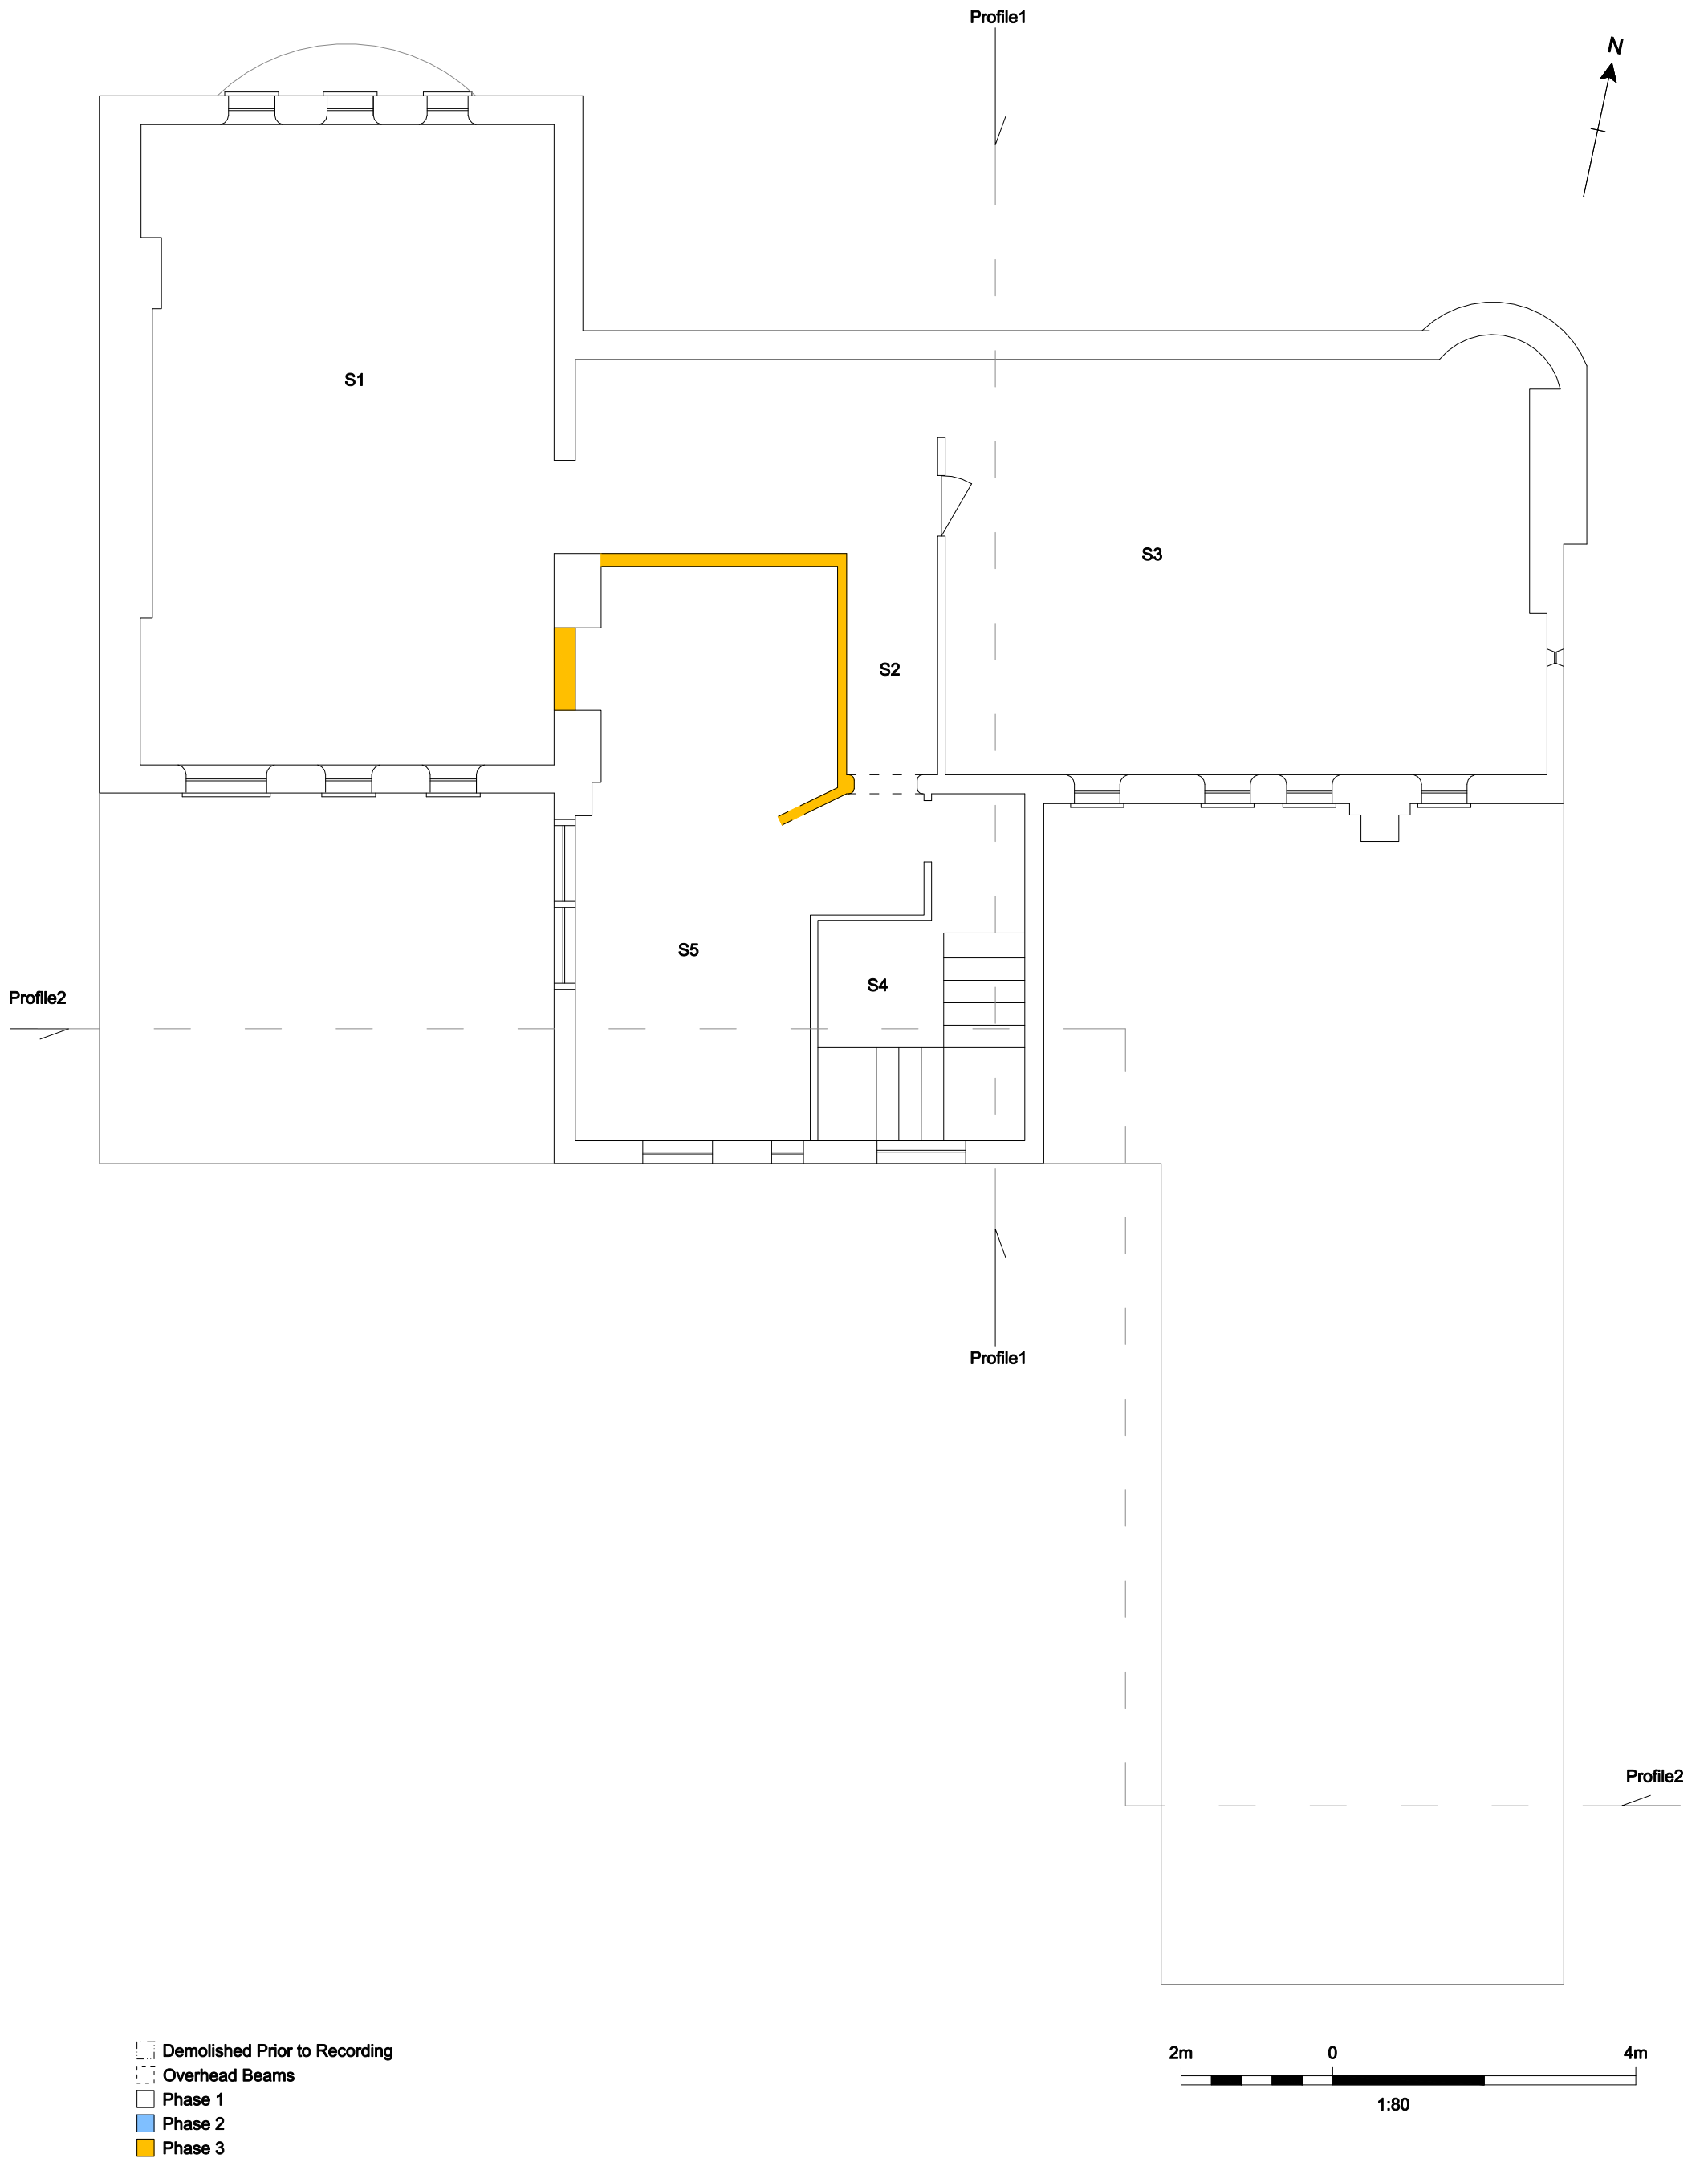 Profile1
N
S1
S3
S2
S5
S4
Profile2
Profile1
Profile2
Demolished Prior to Recording
Overhead Beams
Phase 1
Phase 2
Phase 3
2m 0 4m
1:80